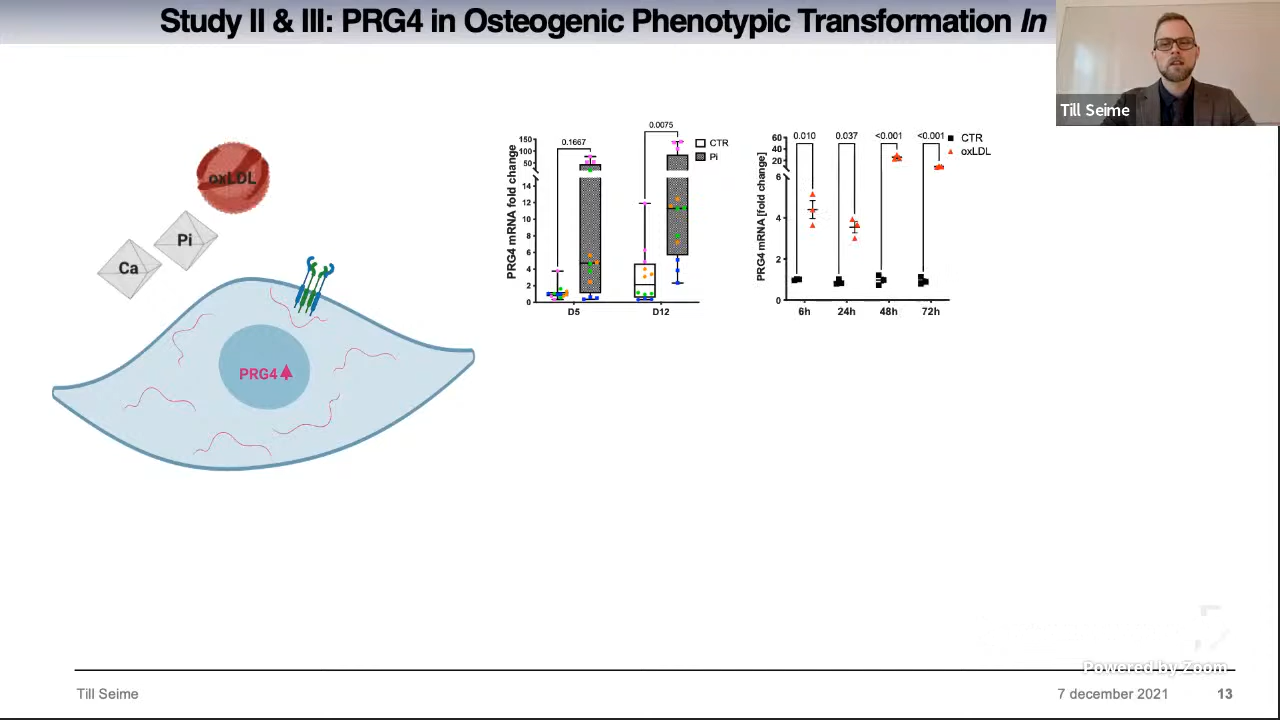 Study II & III: PRG4 in Osteogenic Phenotypic Transformation In
Till Seime
oxLDL
Pi
Ca
PRG4
PRG4 mRNA fold change
150
100
50
14
12
10
8
6
4
2
0
0.1667
0.0075
CTR
Pi
D5
D12
PRG4 mRNA [fold change]
60
40
20
6
4
2
0
0.010
0.037
<0.001
<0.001
CTR
oxLDL
6h
24h
48h
72h
Powered by Zoom
Till Seime
7 december 2021
13